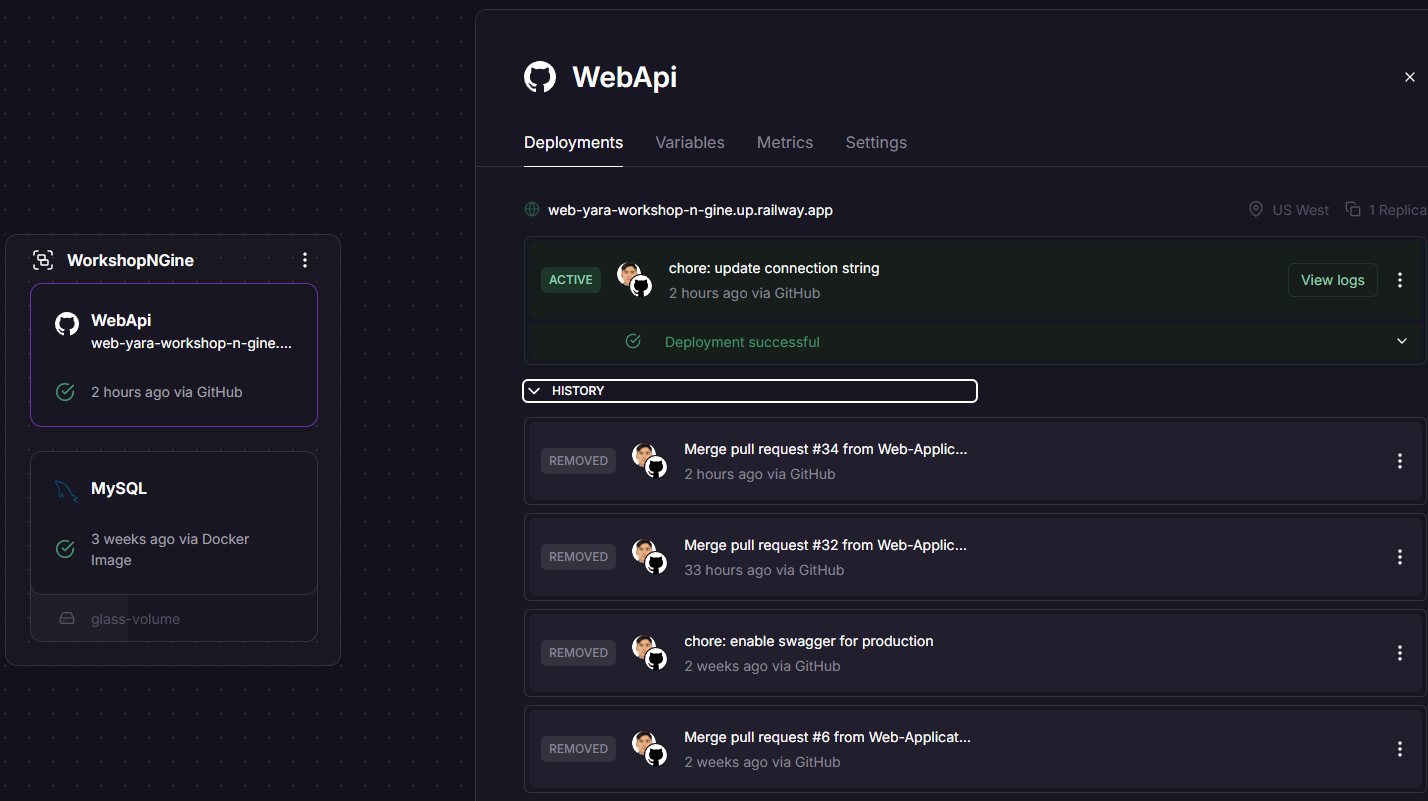 WorkshopNGine
WebApi
web-yara-workshop-n-gine....
2 hours ago via GitHub
MySQL
3 weeks ago via Docker
Image
glass-volume
WebApi
Deployments Variables Metrics Settings
web-yara-workshop-n-gine.up.railway.app US West 1 Replica
ACTIVE
chore: update connection string
2 hours ago via GitHub
View logs
Deployment successful
HISTORY
REMOVED
Merge pull request #34 from Web-Applic...
2 hours ago via GitHub
REMOVED
Merge pull request #32 from Web-Applic...
33 hours ago via GitHub
REMOVED
chore: enable swagger for production
2 weeks ago via GitHub
REMOVED
Merge pull request #6 from Web-Applicat...
2 weeks ago via GitHub